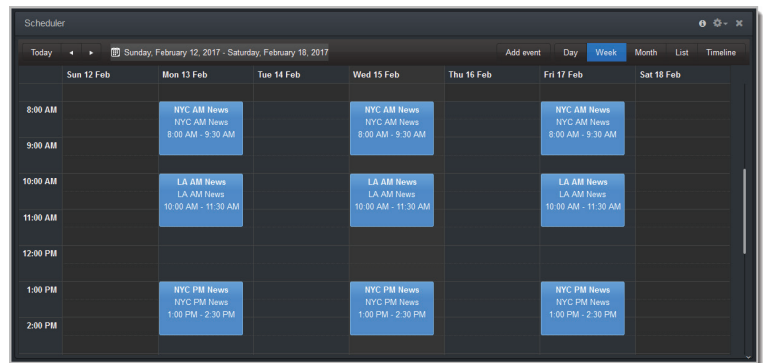 Scheduler
Today Sunday, February 12, 2017 - Saturday, February 18, 2017 Add event Day Week Month List Timeline
Sun 12 Feb Mon 13 Feb Tue 14 Feb Wed 15 Feb Thu 16 Feb Fri 17 Feb Sat 18 Feb
8:00 AM NYC AM News NYC AM News NYC AM News
NYC AM News NYC AM News NYC AM News
8:00 AM - 9:30 AM 8:00 AM - 9:30 AM 8:00 AM - 9:30 AM
9:00 AM
10:00 AM LA AM News LA AM News LA AM News
LA AM News LA AM News LA AM News
10:00 AM - 11:30 AM 10:00 AM - 11:30 AM 10:00 AM - 11:30 AM
11:00 AM
12:00 PM
1:00 PM NYC PM News NYC PM News NYC PM News
NYC PM News NYC PM News NYC PM News
1:00 PM - 2:30 PM 1:00 PM - 2:30 PM 1:00 PM - 2:30 PM
2:00 PM